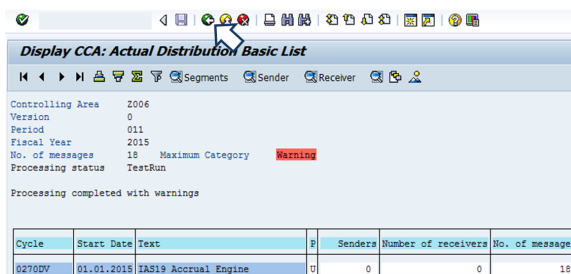 Display CCA: Actual Distribution Basic List
Segments Sender Receiver
Controlling Area Z006
Version 0
Period 011
Fiscal Year 2015
No. of messages 18 Maximum Category Warning
Processing status TestRun
Processing completed with warnings
Cycle Start Date Text P Senders Number of receivers No. of message
0270DV 01.01.2015 IAS19 Accrual Engine U 0 0 18